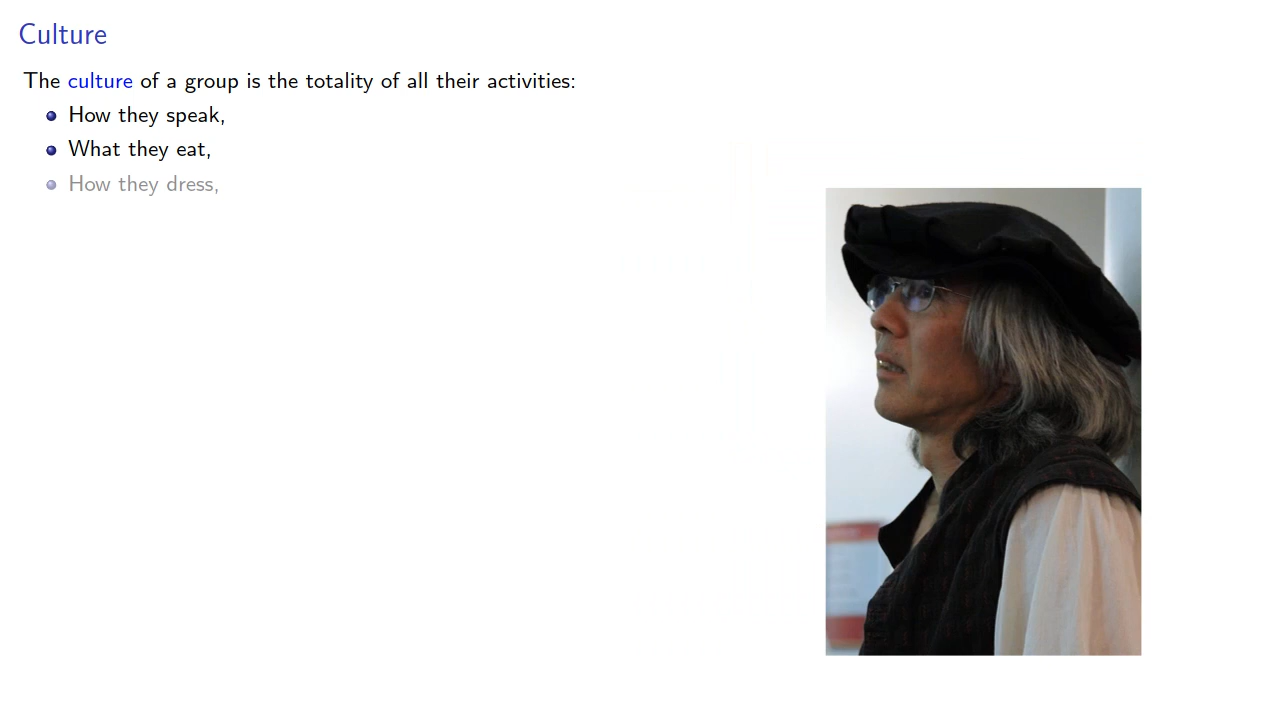 Culture
The culture of a group is the totality of all their activities:
How they speak,
What they eat,
How they dress,